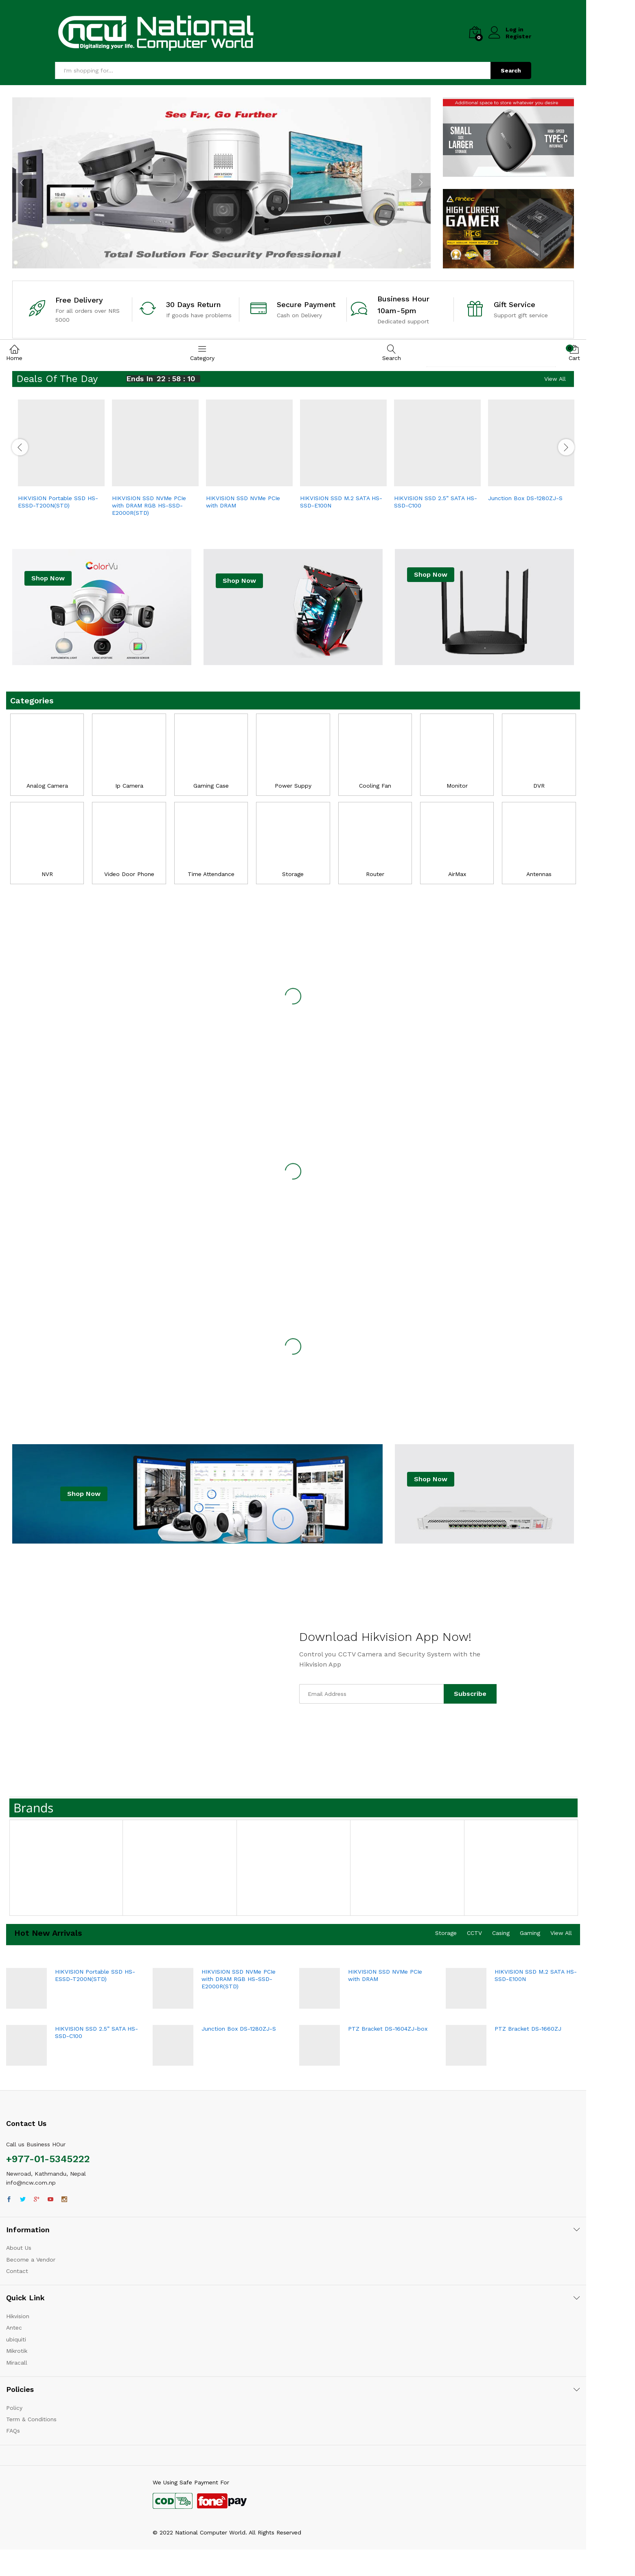 ncw National
Computer World
Digitalizing your life.
0
Log in
Register
I'm shopping for...
Search
See Far, Go Further
HIKVISION
Total Solution For Security Professional
Additional space to store whatever you desire
SMALL
SIZE
LARGER
STORAGE
HIGH-SPEED
TYPE-C
INTERFACE
Antec
HIGH CURRENT
GAMER
HCG
Free Delivery
For all orders over NRS
5000
30 Days Return
If goods have problems
Secure Payment
Cash on Delivery
Business Hour
10am-5pm
Dedicated support
Gift Service
Support gift service
Home
Category
Search
Cart
Deals Of The Day
Ends in 22 : 58 : 10
View All
HIKVISION Portable SSD HS-
ESSD-T200N(STD)
HIKVISION SSD NVMe PCIe
with DRAM RGB HS-SSD-
E2000R(STD)
HIKVISION SSD NVMe PCIe
with DRAM
HIKVISION SSD M.2 SATA HS-
SSD-E100N
HIKVISION SSD 2.5" SATA HS-
SSD-C100
Junction Box DS-1280ZJ-S
ColorVu
Shop Now
Shop Now
Shop Now
Categories
Analog Camera
Ip Camera
Gaming Case
Power Suppy
Cooling Fan
Monitor
DVR
NVR
Video Door Phone
Time Attendance
Storage
Router
AirMax
Antennas
Shop Now
Shop Now
Download Hikvision App Now!
Control you CCTV Camera and Security System with the
Hikvision App
Email Address
Subscribe
Brands
Hot New Arrivals
Storage
CCTV
Casing
Gaming
View All
HIKVISION Portable SSD HS-
ESSD-T200N(STD)
HIKVISION SSD NVMe PCIe
with DRAM RGB HS-SSD-
E2000R(STD)
HIKVISION SSD NVMe PCIe
with DRAM
HIKVISION SSD M.2 SATA HS-
SSD-E100N
HIKVISION SSD 2.5" SATA HS-
SSD-C100
Junction Box DS-1280ZJ-S
PTZ Bracket DS-1604ZJ-box
PTZ Bracket DS-1660ZJ
Contact Us
Call us Business HOur
+977-01-5345222
Newroad, Kathmandu, Nepal
info@ncw.com.np
Information
About Us
Become a Vendor
Contact
Quick Link
Hikvision
Antec
ubiquiti
Mikrotik
Miracall
Policies
Policy
Term & Conditions
FAQs
We Using Safe Payment For
COD
fonepay
© 2022 National Computer World. All Rights Reserved